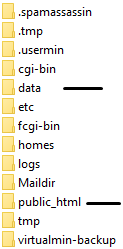 .spamassassin
.tmp
.usermin
cgi-bin
data
etc
fcgi-bin
homes
logs
Maildir
public_html
tmp
virtualmin-backup